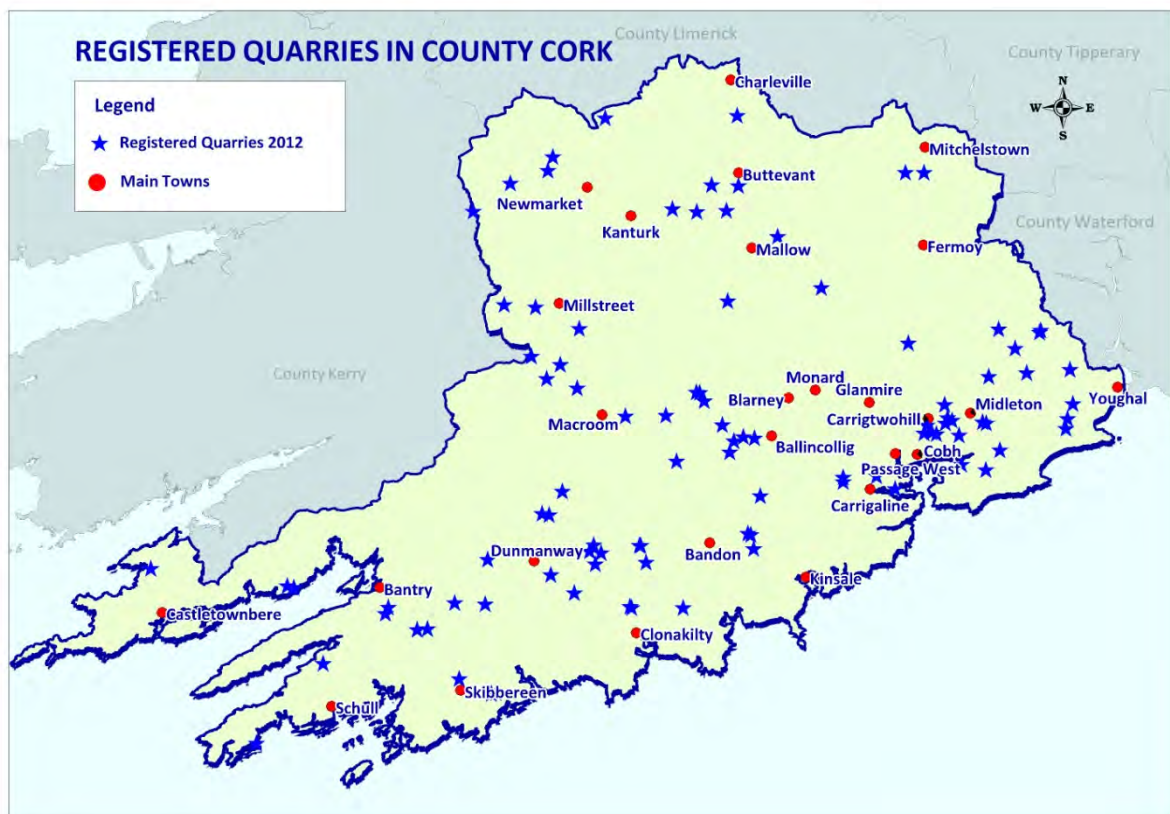 County Limerick
REGISTERED QUARRIES IN COUNTY CORK
County Tipperary
Legend
Registered Quarries 2012
Main Towns
N
W E
S
Charleville
Mitchelstown
Buttevant
Newmarket
County Waterford
Kanturk
Mallow
Fermoy
Millstreet
County Kerry
Monard
Blarney
Glanmire
Youghal
Macroom
Carrigtwohill
Midleton
Ballincollig
Cobh
Passage West
Carrigaline
Dunmanway
Bandon
Kinsale
Bantry
Castletownbere
Clonakilty
Skibbereen
Schull